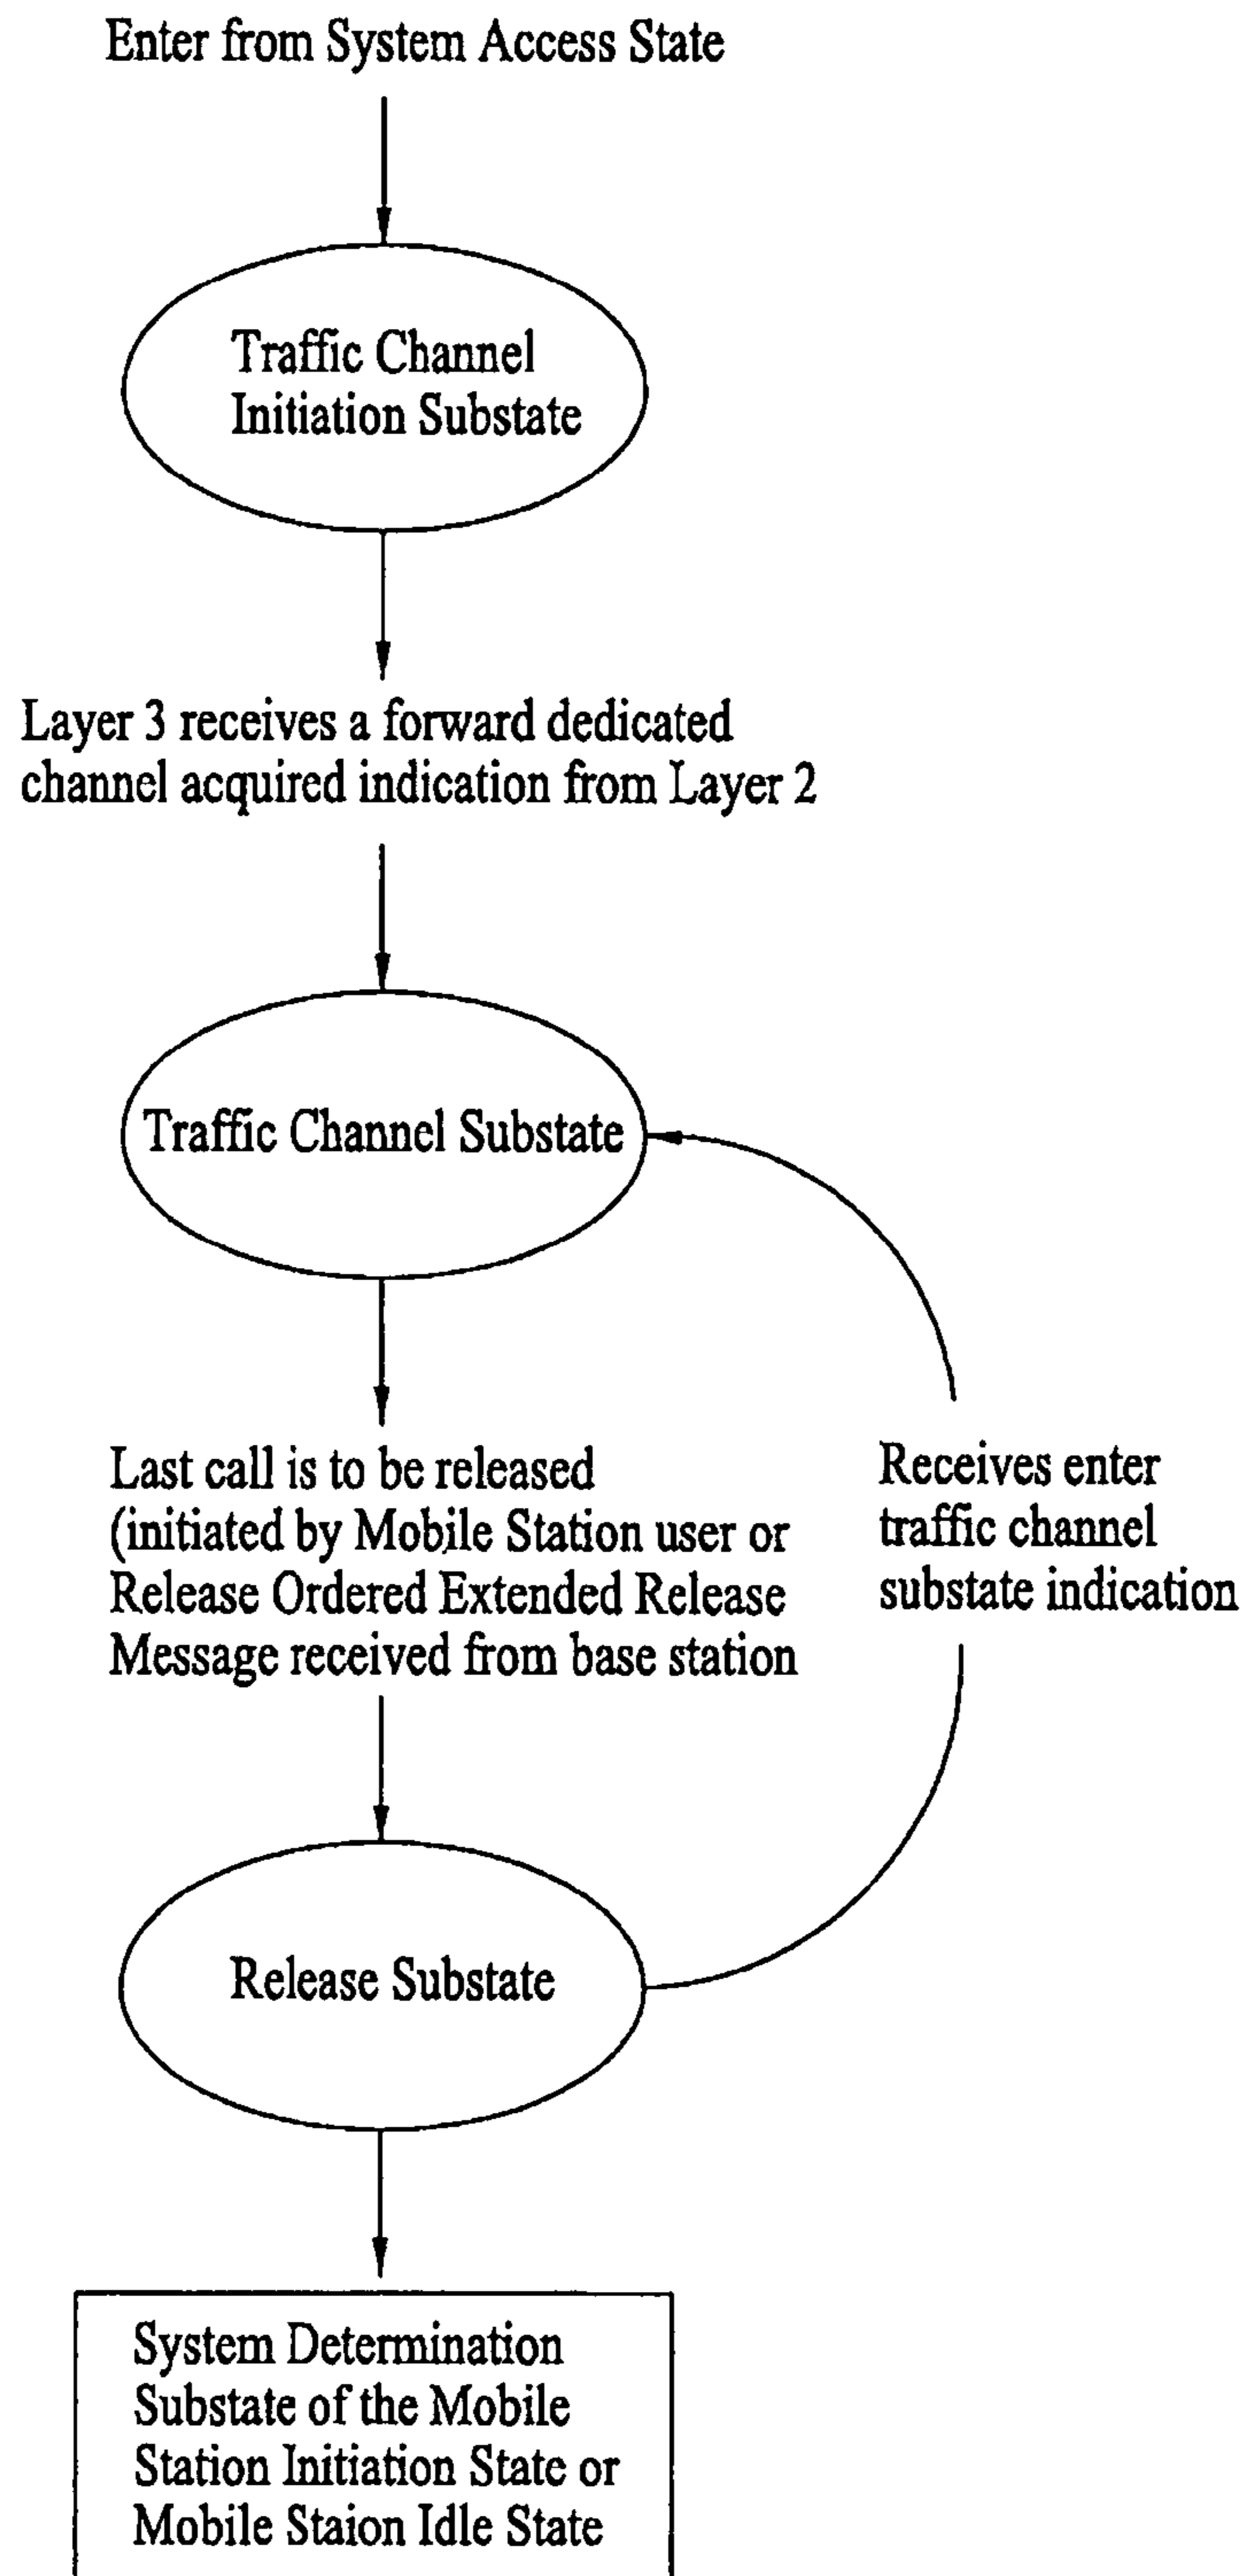 Enter from System Access State
Traffic Channel
Initiation Substate
Layer 3 receives a forward dedicated
channel acquired indication from Layer 2
Traffic Channel Substate
Last call is to be released
(initiated by Mobile Station user or
Release Ordered Extended Release
Message received from base station
Receives enter
traffic channel
substate indication
Release Substate
System Determination
Substate of the Mobile
Station Initiation State or
Mobile Staion Idle State